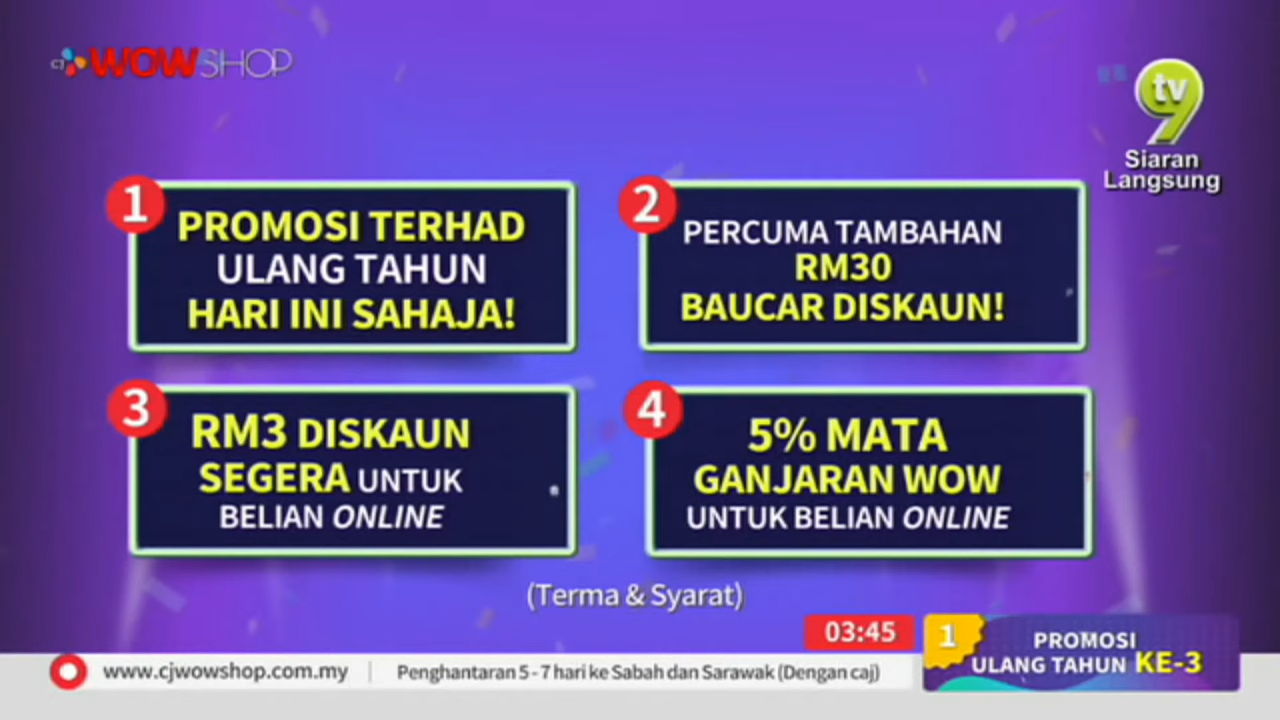 CJ WOWSHOP
tv9
Siaran
Langsung
1
PROMOSI TERHAD
ULANG TAHUN
HARI INI SAHAJA!
2
PERCUMA TAMBAHAN
RM30
BAUCAR DISKAUN!
3
RM3 DISKAUN
SEGERA UNTUK
BELIAN ONLINE
4
5% MATA
GANJARAN WOW
UNTUK BELIAN ONLINE
(Terma & Syarat)
03:45
1
PROMOSI
ULANG TAHUN KE-3
www.cjwowshop.com.my
Penghantaran 5 - 7 hari ke Sabah dan Sarawak (Dengan caj)